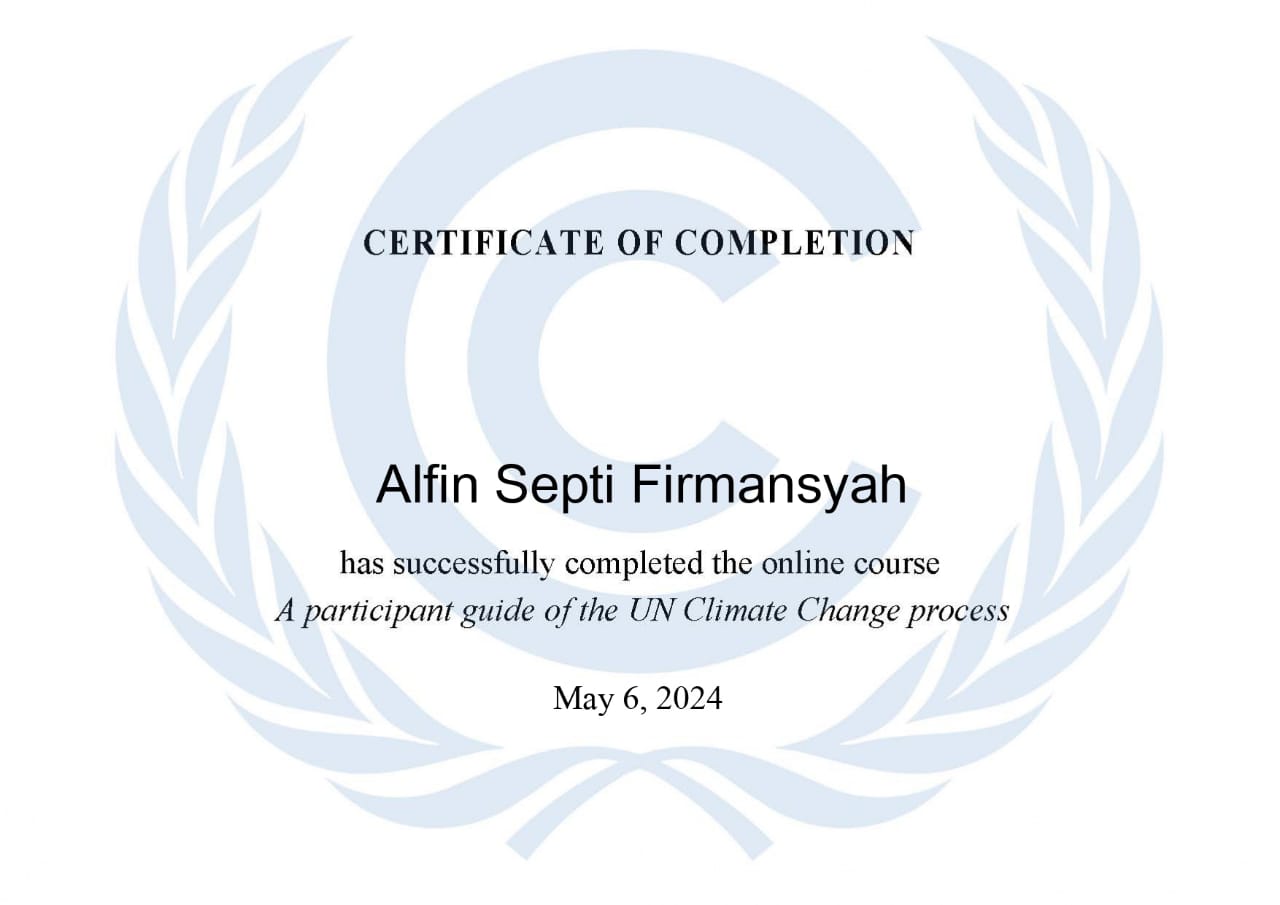 CERTIFICATE OF COMPLETION
Alfin Septi Firmansyah
has successfully completed the online course
A participant guide of the UN Climate Change process
May 6, 2024